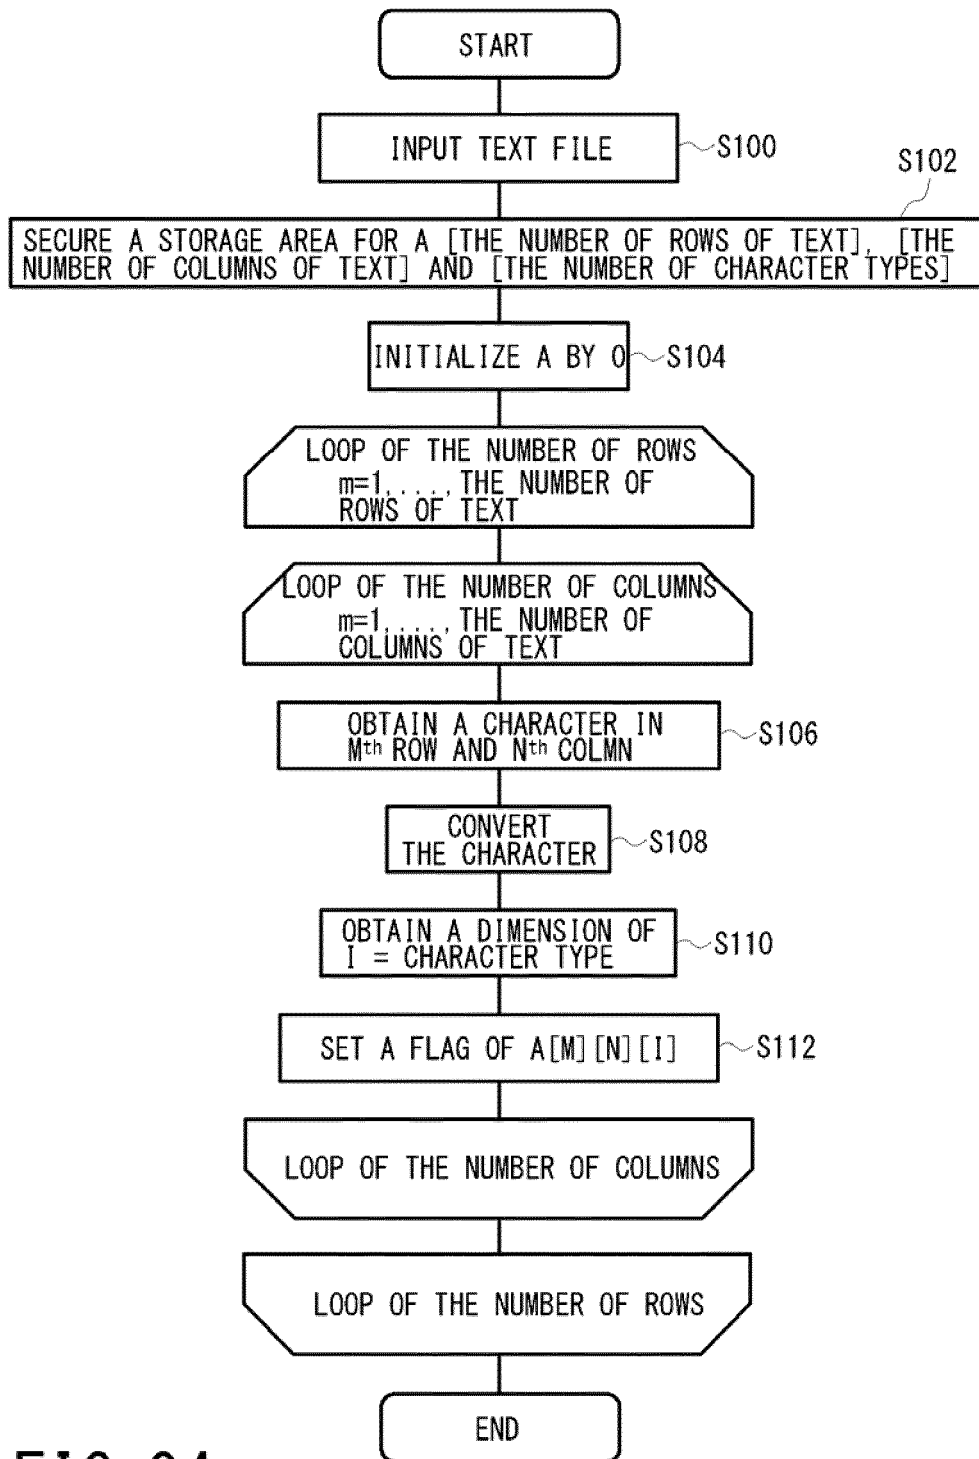 START
INPUT TEXT FILE
S100
S102
SECURE A STORAGE AREA FOR A [THE NUMBER OF ROWS OF TEXT], [THE
NUMBER OF COLUMNS OF TEXT] AND [THE NUMBER OF CHARACTER TYPES]
INITIALIZE A BY 0
S104
LOOP OF THE NUMBER OF ROWS
m=1,...., THE NUMBER OF
ROWS OF TEXT
LOOP OF THE NUMBER OF COLUMNS
m=1,...., THE NUMBER OF
COLUMNS OF TEXT
OBTAIN A CHARACTER IN
Mth ROW AND Nth COLMN
S106
CONVERT
THE CHARACTER
S108
OBTAIN A DIMENSION OF
I = CHARACTER TYPE
S110
SET A FLAG OF A[M][N][I]
S112
LOOP OF THE NUMBER OF COLUMNS
LOOP OF THE NUMBER OF ROWS
END